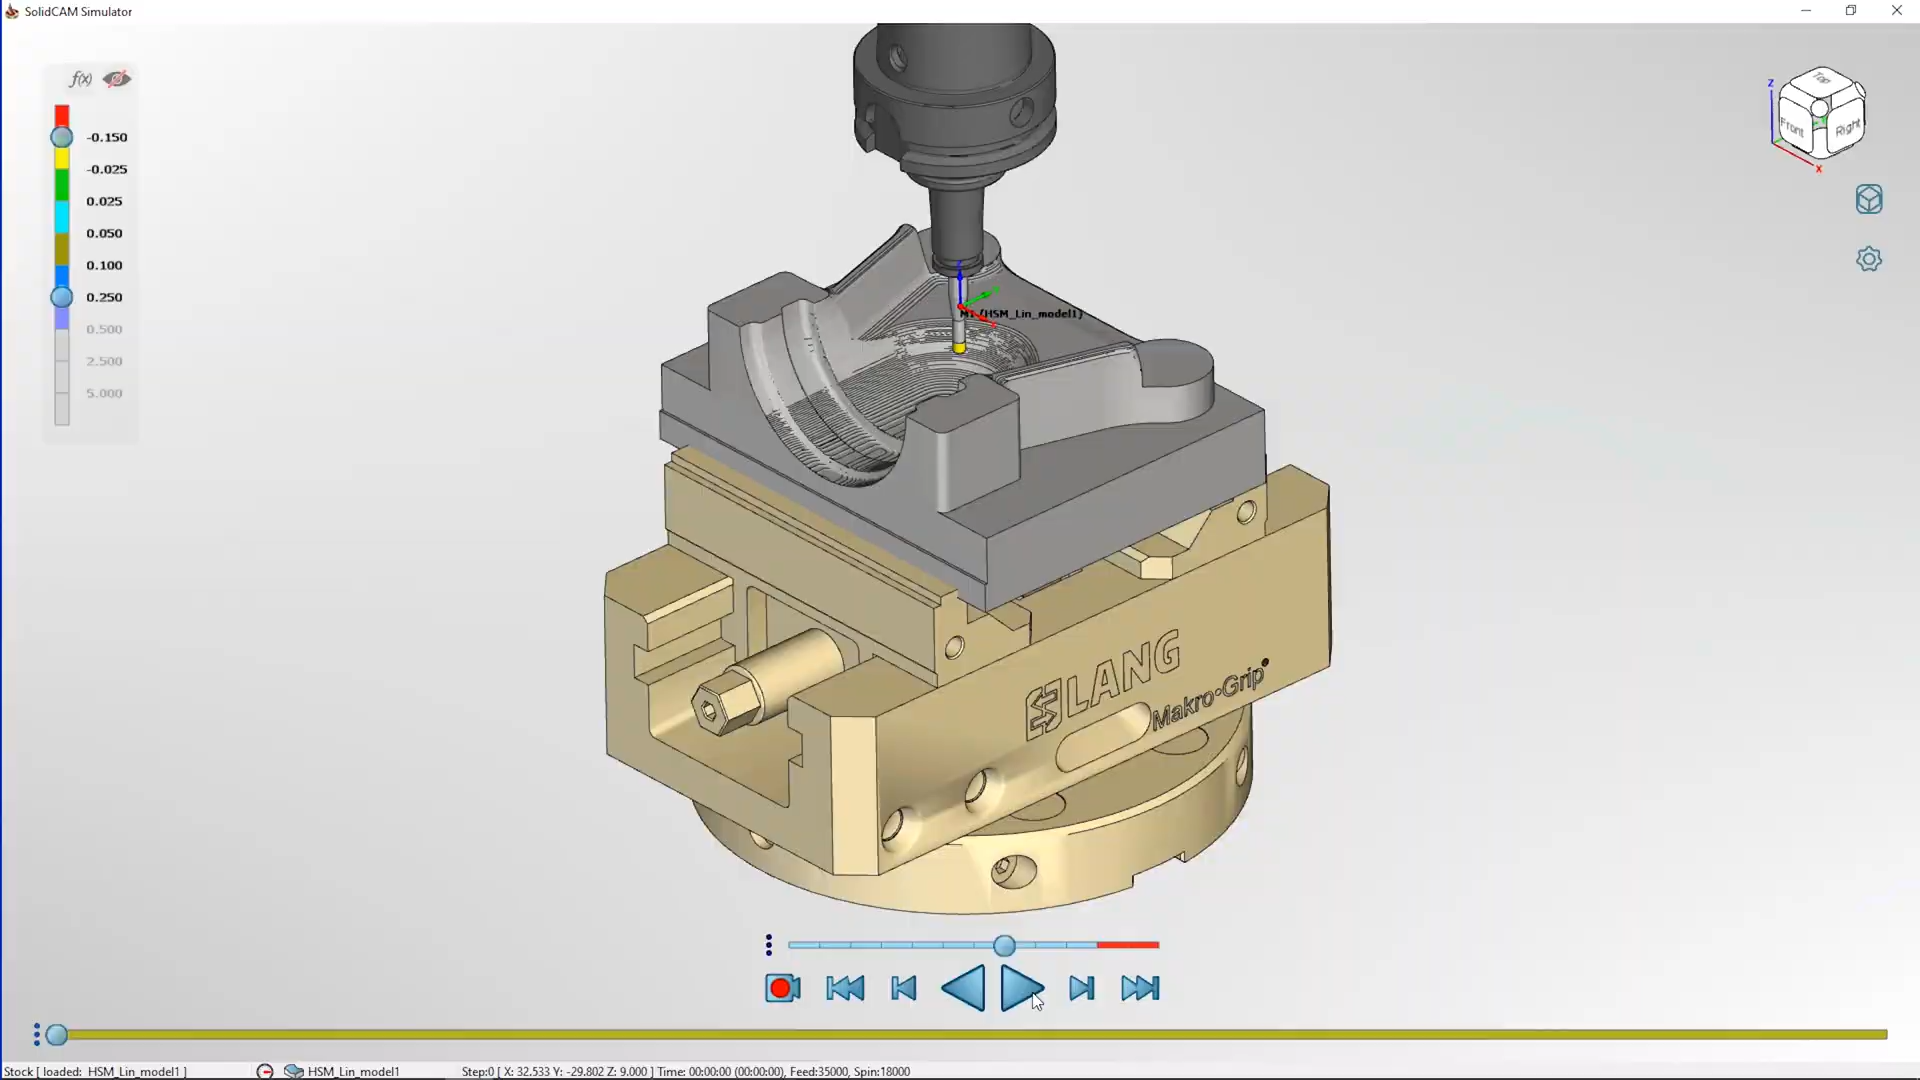 SolidCAM Simulator
f(x)
-0.150
-0.025
0.025
0.050
0.100
0.250
0.500
2.500
5.000
Z
Top
Front
Right
X
(HSM_Lin_model1)
LANG
Makro•Grip
Stock [ loaded: HSM_Lin_model1 ]
HSM_Lin_model1
Step:0 [ X: 32.533 Y: -29.802 Z: 9.000 ] Time: 00:00:00 (00:00:00), Feed:35000, Spin:18000